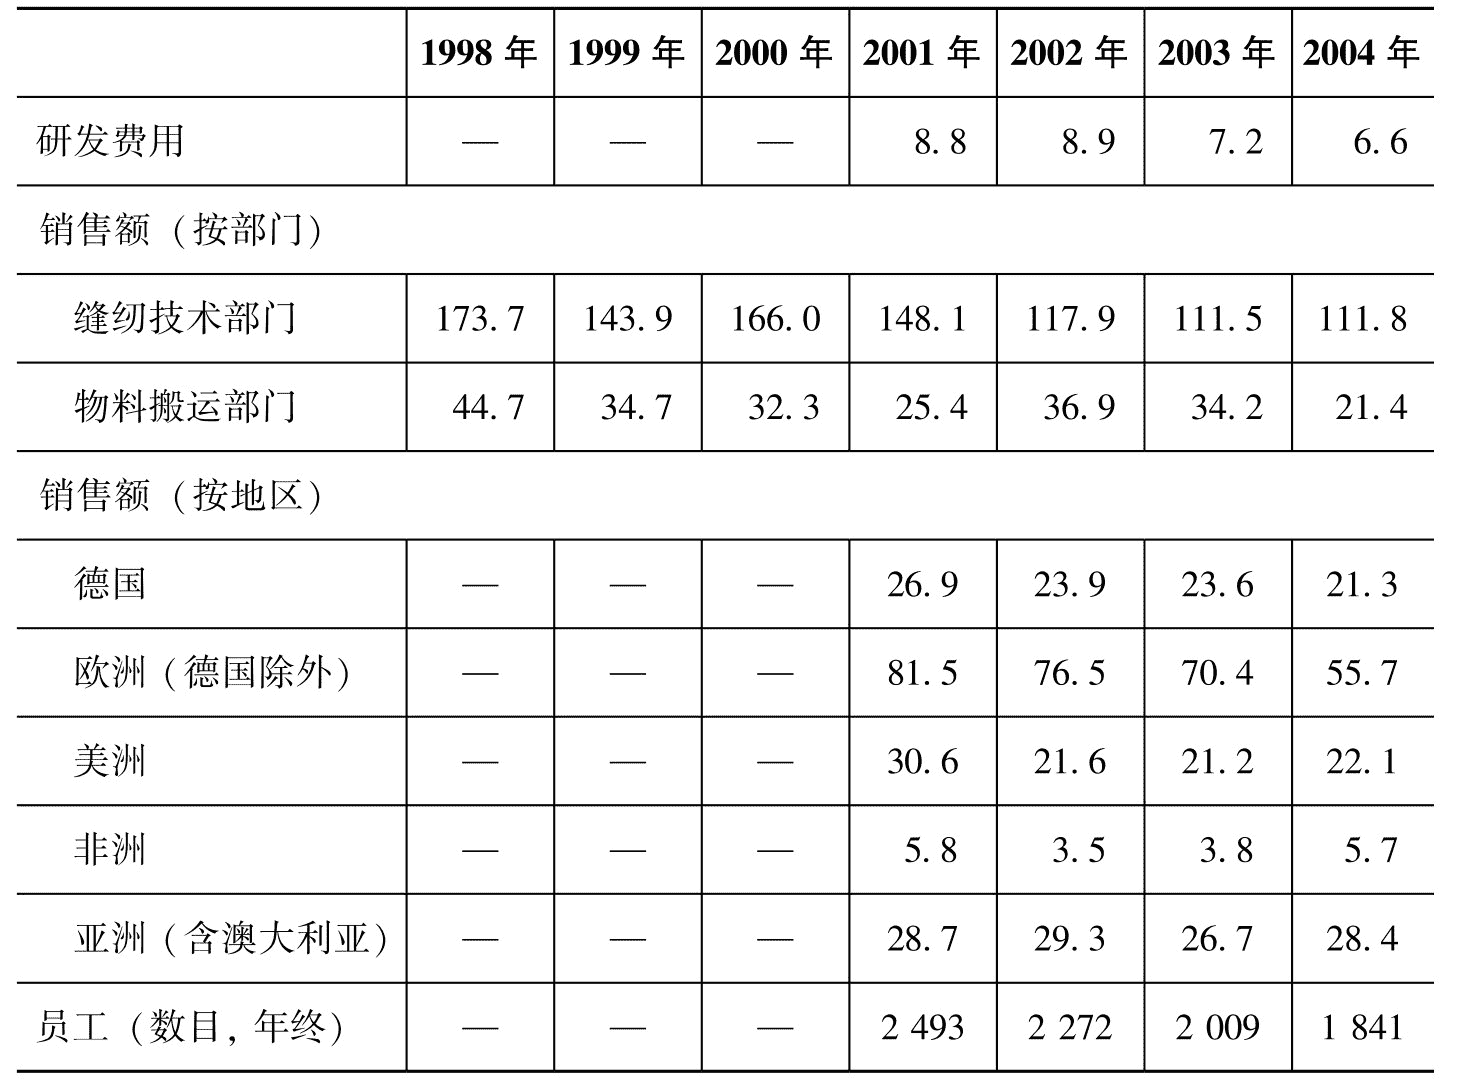 1998 年 1999 年 2000 年 2001 年 2002 年 2003 年 2004 年
研发费用 — — — 8. 8 8. 9 7. 2 6. 6
销售额 (按部门)
缝纫技术部门 173. 7 143. 9 166. 0 148. 1 117. 9 111. 5 111. 8
物料搬运部门 44. 7 34. 7 32. 3 25. 4 36. 9 34. 2 21. 4
销售额 (按地区)
德国 — — — 26. 9 23. 9 23. 6 21. 3
欧洲 (德国除外) — — — 81. 5 76. 5 70. 4 55. 7
美洲 — — — 30. 6 21. 6 21. 2 22. 1
非洲 — — — 5. 8 3. 5 3. 8 5. 7
亚洲 (含澳大利亚) — — — 28. 7 29. 3 26. 7 28. 4
员工 (数目, 年终) — — — 2 493 2 272 2 009 1 841